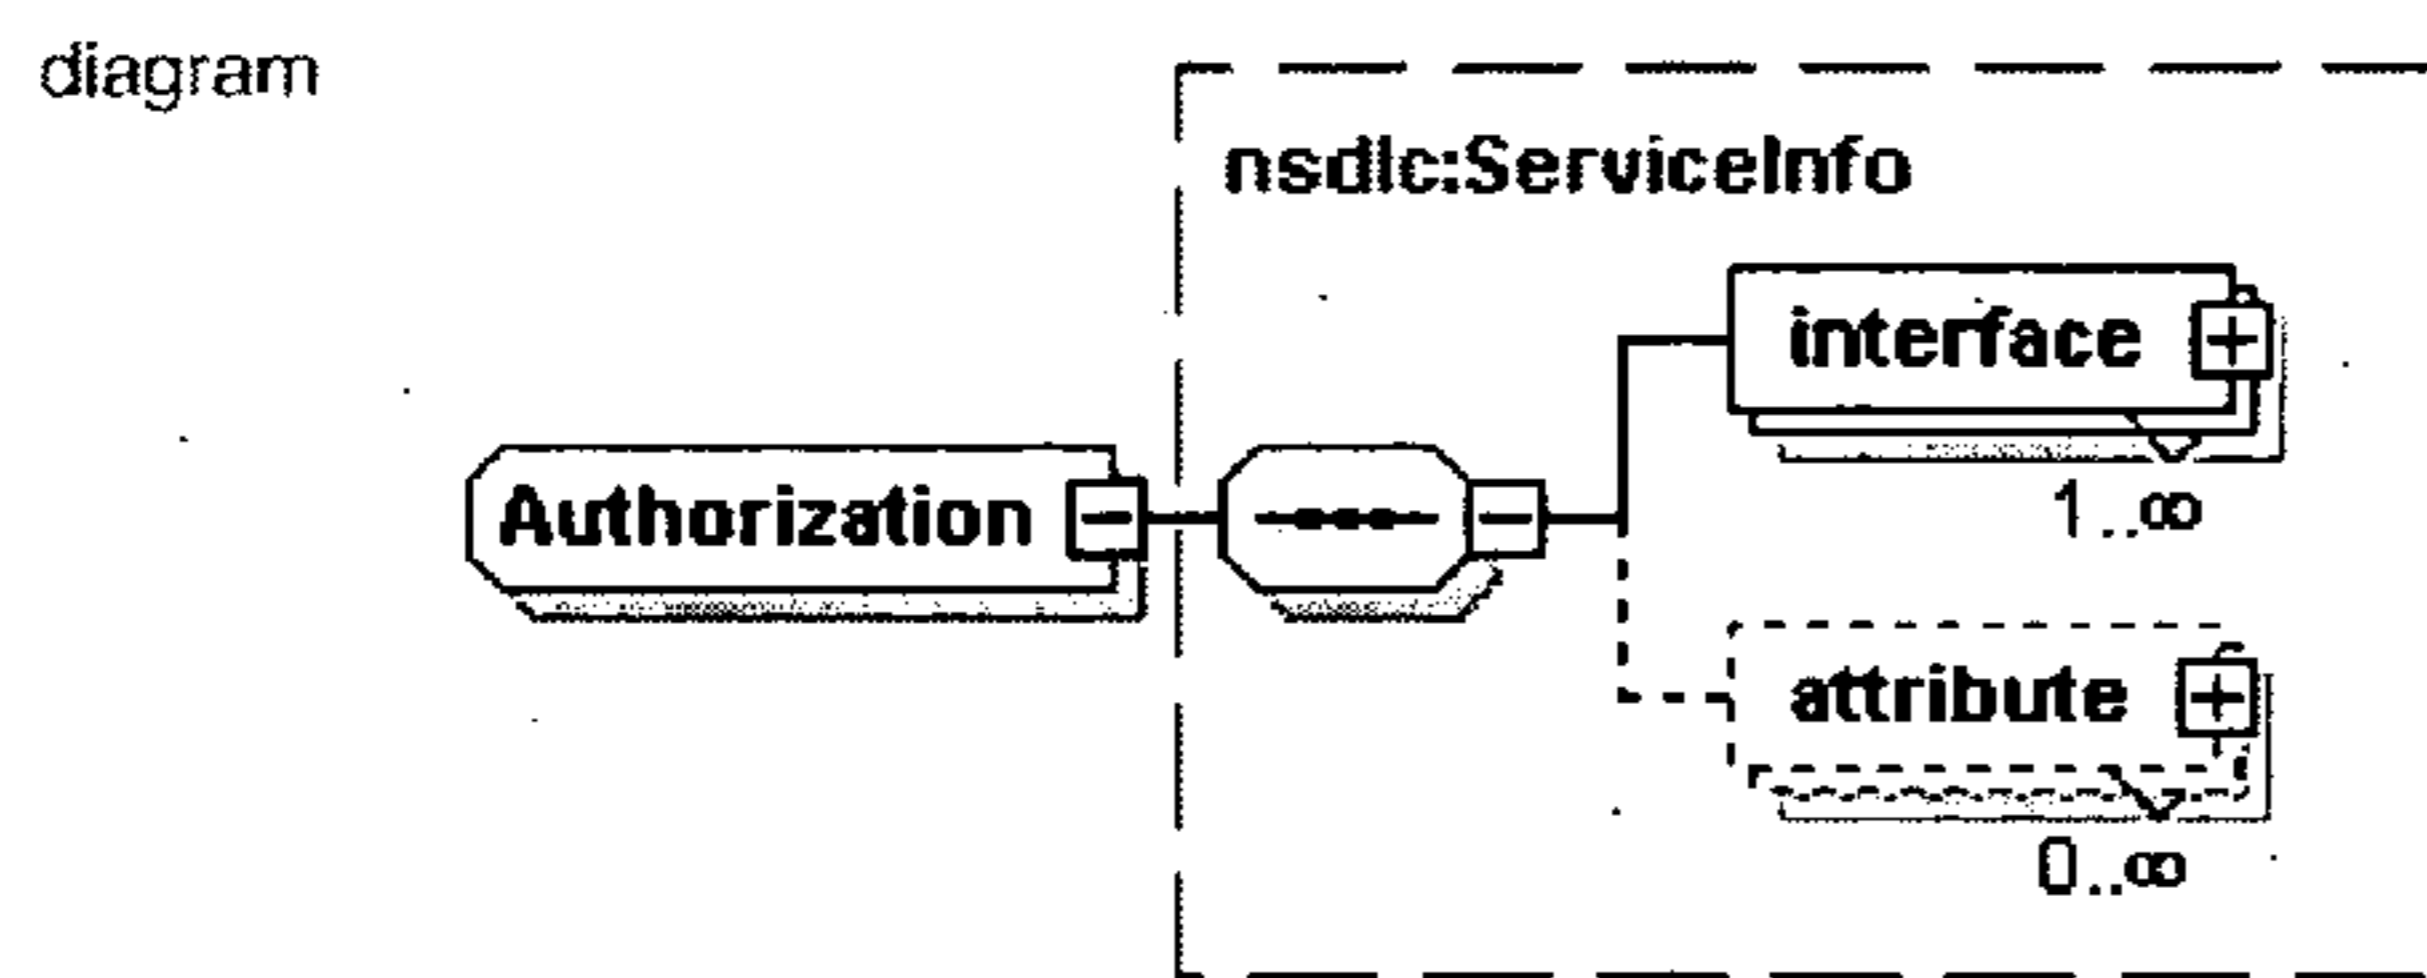 diagram
nsdlc:ServiceInfo
interface
1..∞
Authorization
attribute
0..∞